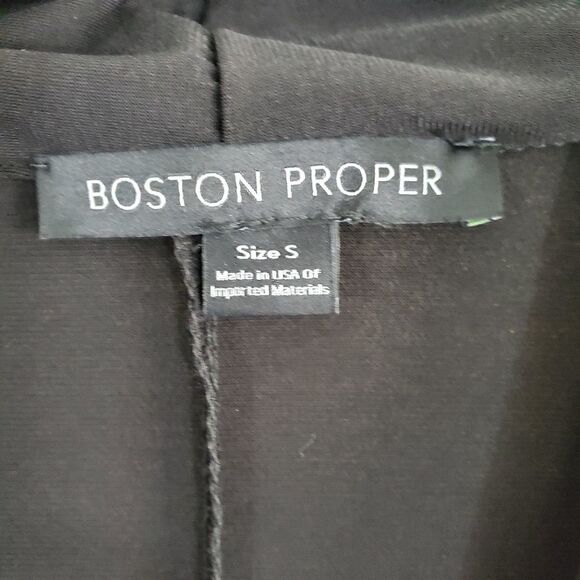 BOSTON PROPER
Size S
Made in USA Of
Imported Materials